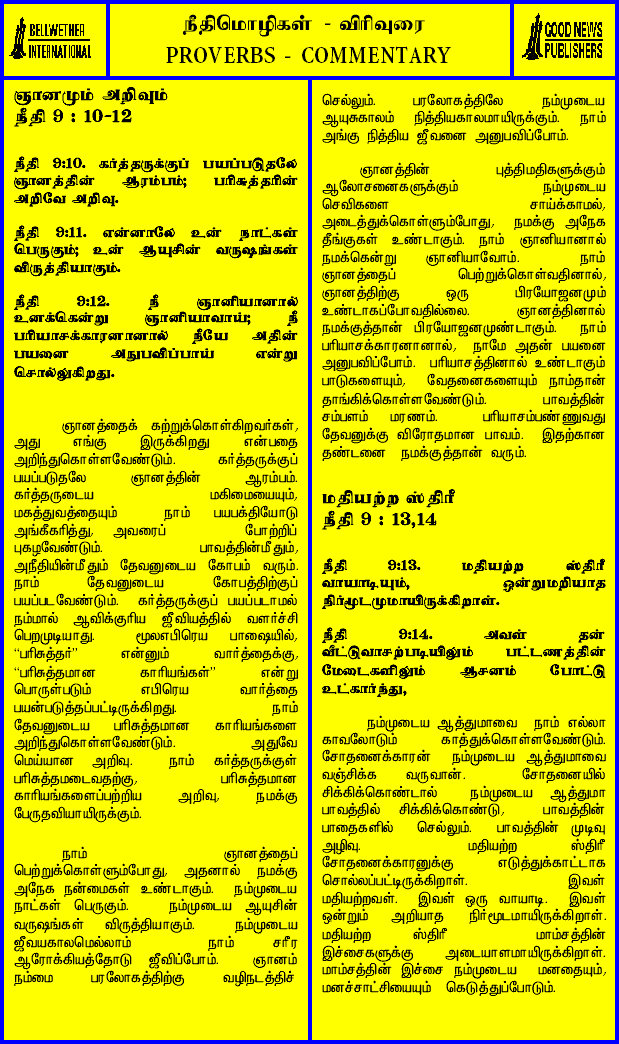 BELLWETHER
INTERNATIONAL
நீதிமொழிகள் - விரிவுரை
PROVERBS - COMMENTARY
GOOD NEWS
PUBLISHERS
ஞானமும் அறிவும்
நீதி 9 : 10-12
நீதி 9:10. கர்த்தருக்குப் பயப்படுதலே
ஞானத்தின் ஆரம்பம்; பரிசுத்தரின்
அறிவே அறிவு.
நீதி 9:11. என்னாலே உன் நாட்கள்
பெருகும்; உன் ஆயுசின் வருஷங்கள்
விருத்தியாகும்.
நீதி 9:12. நீ ஞானியானால்
உனக்கென்று ஞானியாவாய்; நீ
பரியாசக்காரனானால் நீயே அதின்
பயனை அநுபவிப்பாய் என்று
சொல்லுகிறது.
ஞானத்தைக் கற்றுக்கொள்கிறவர்கள்,
அது எங்கு இருக்கிறது என்பதை
அறிந்துகொள்ளவேண்டும். கர்த்தருக்குப்
பயப்படுதலே ஞானத்தின் ஆரம்பம்.
கர்த்தருடைய மகிமையையும்,
மகத்துவத்தையும் நாம் பயபக்தியோடு
அங்கீகரித்து, அவரைப் போற்றிப்
புகழவேண்டும். பாவத்தின்மீதும்,
அநீதியின்மீதும் தேவனுடைய கோபம் வரும்.
நாம் தேவனுடைய கோபத்திற்குப்
பயப்படவேண்டும். கர்த்தருக்குப் பயப்படாமல்
நம்மால் ஆவிக்குரிய ஜீவியத்தில் வளர்ச்சி
பெறமுடியாது. மூலஎபிரெய பாஷையில்,
“பரிசுத்தர்” என்னும் வார்த்தைக்கு,
“பரிசுத்தமான காரியங்கள்” என்று
பொருள்படும் எபிரெய வார்த்தை
பயன்படுத்தப்பட்டிருக்கிறது. நாம்
தேவனுடைய பரிசுத்தமான காரியங்களை
அறிந்துகொள்ளவேண்டும். அதுவே
மெய்யான அறிவு. நாம் கர்த்தருக்குள்
பரிசுத்தமடைவதற்கு, பரிசுத்தமான
காரியங்களைப்பற்றிய அறிவு, நமக்கு
பேருதவியாயிருக்கும்.
நாம் ஞானத்தைப்
பெற்றுக்கொள்ளும்போது, அதனால் நமக்கு
அநேக நன்மைகள் உண்டாகும். நம்முடைய
நாட்கள் பெருகும். நம்முடைய ஆயுசின்
வருஷங்கள் விருத்தியாகும். நம்முடைய
ஜீவயகாலமெல்லாம் நாம் சரீர
ஆரோக்கியத்தோடு ஜீவிப்போம். ஞானம்
நம்மை பரலோகத்திற்கு வழிநடத்திச்
செல்லும். பரலோகத்திலே நம்முடைய
ஆயுசுகாலம் நித்தியகாலமாயிருக்கும். நாம்
அங்கு நித்திய ஜீவனை அனுபவிப்போம்.
ஞானத்தின் புத்திமதிகளுக்கும்
ஆலோசனைகளுக்கும் நம்முடைய
செவிகளை சாய்க்காமல்,
அடைத்துக்கொள்ளும்போது, நமக்கு அநேக
தீங்குகள் உண்டாகும். நாம் ஞானியானால்
நமக்கென்று ஞானியாவோம். நாம்
ஞானத்தைப் பெற்றுக்கொள்வதினால்,
ஞானத்திற்கு ஒரு பிரயோஜனமும்
உண்டாகப்போவதில்லை. ஞானத்தினால்
நமக்குத்தான் பிரயோஜனமுண்டாகும். நாம்
பரியாசக்காரனானால், நாமே அதன் பயனை
அனுபவிப்போம். பரியாசத்தினால் உண்டாகும்
பாடுகளையும், வேதனைகளையும் நாம்தான்
தாங்கிக்கொள்ளவேண்டும். பாவத்தின்
சம்பளம் மரணம். பரியாசம்பண்ணுவது
தேவனுக்கு விரோதமான பாவம். இதற்கான
தண்டனை நமக்குத்தான் வரும்.
மதியற்ற ஸ்திரீ
நீதி 9 : 13,14
நீதி 9:13. மதியற்ற ஸ்திரீ
வாயாடியும், ஒன்றுமறியாத
நிர்மூடமுமாயிருக்கிறாள்.
நீதி 9:14. அவள் தன்
வீட்டுவாசற்படியிலும் பட்டணத்தின்
மேடைகளிலும் ஆசனம் போட்டு
உட்கார்ந்து,
நம்முடைய ஆத்துமாவை நாம் எல்லா
காவலோடும் காத்துக்கொள்ளவேண்டும்.
சோதனைக்காரன் நம்முடைய ஆத்துமாவை
வஞ்சிக்க வருவான். சோதனையில்
சிக்கிக்கொண்டால் நம்முடைய ஆத்துமா
பாவத்தில் சிக்கிக்கொண்டு, பாவத்தின்
பாதைகளில் செல்லும். பாவத்தின் முடிவு
அழிவு. மதியற்ற ஸ்திரீ
சோதனைக்காரனுக்கு எடுத்துக்காட்டாக
சொல்லப்பட்டிருக்கிறாள். இவள்
மதியற்றவள். இவள் ஒரு வாயாடி. இவள்
ஒன்றும் அறியாத நிர்மூடமாயிருக்கிறாள்.
மதியற்ற ஸ்திரீ மாம்சத்தின்
இச்சைகளுக்கு அடையாளமாயிருக்கிறாள்.
மாம்சத்தின் இச்சை நம்முடைய மனதையும்,
மனச்சாட்சியையும் கெடுத்துப்போடும்.